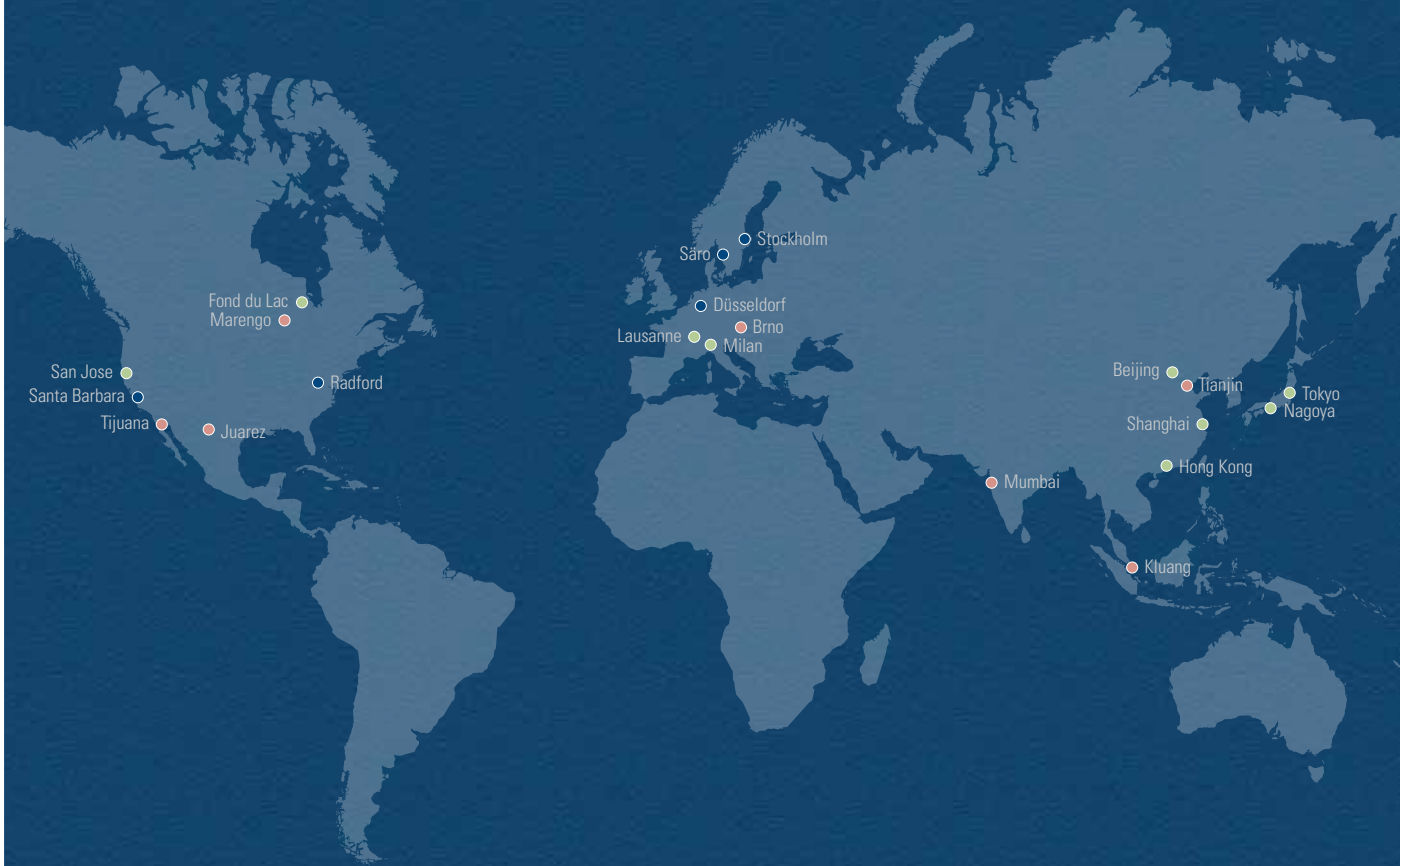 Stockholm
Säro
Fond du Lac
Düsseldorf
Marengo
Brno
Lausanne
Milan
San Jose
Beijing
Radford
Tianjin
Santa Barbara
Tokyo
Nagoya
Tijuana
Shanghai
Juarez
Hong Kong
Mumbai
Kluang